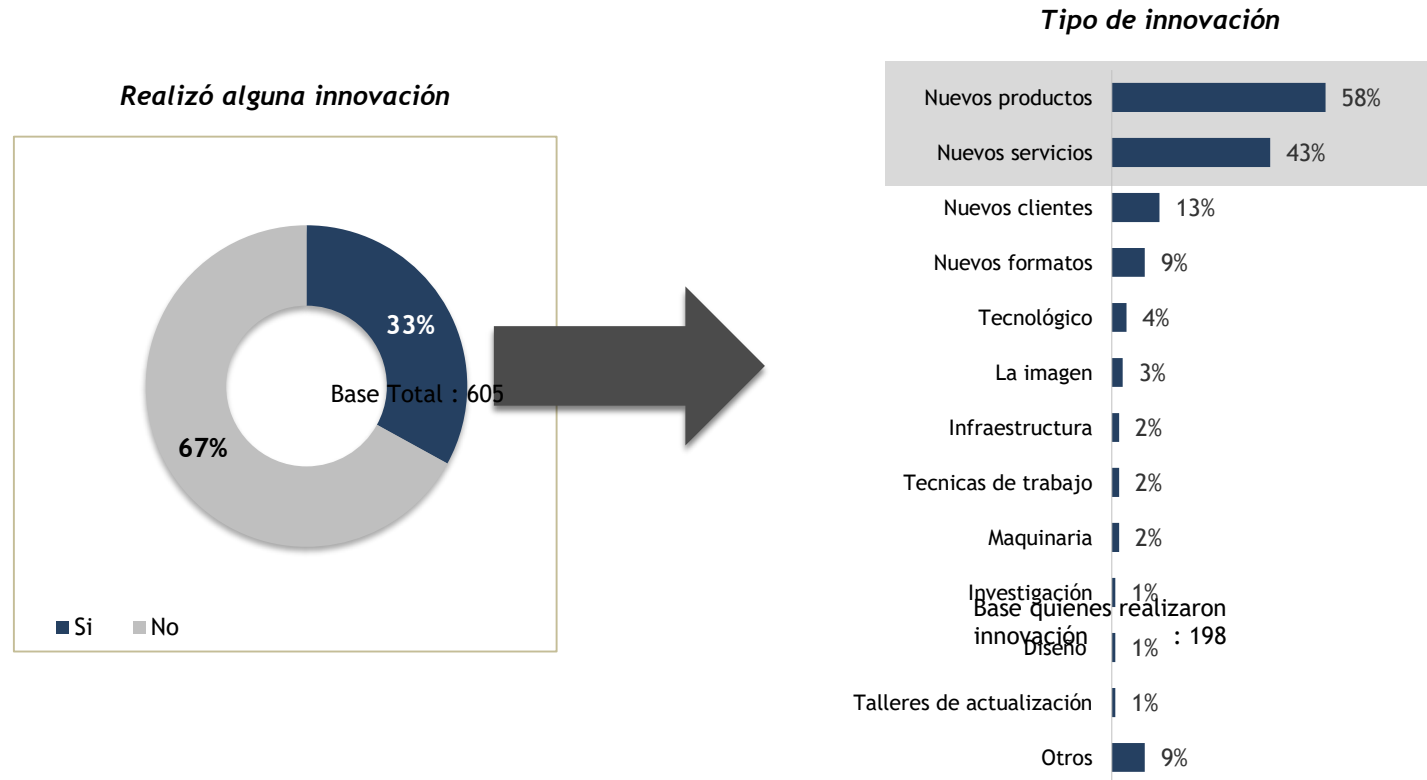 Tipo de innovación
Realizó alguna innovación
Nuevos productos 58%
Nuevos servicios 43%
Nuevos clientes 13%
Nuevos formatos 9%
Tecnológico 4%
La imagen 3%
Infraestructura 2%
Tecnicas de trabajo 2%
Maquinaria 2%
Investigación 1%
Base quienes realizaron
innovación : 198
Diseño 1%
Talleres de actualización 1%
Otros 9%
33%
Base Total : 605
67%
Si No